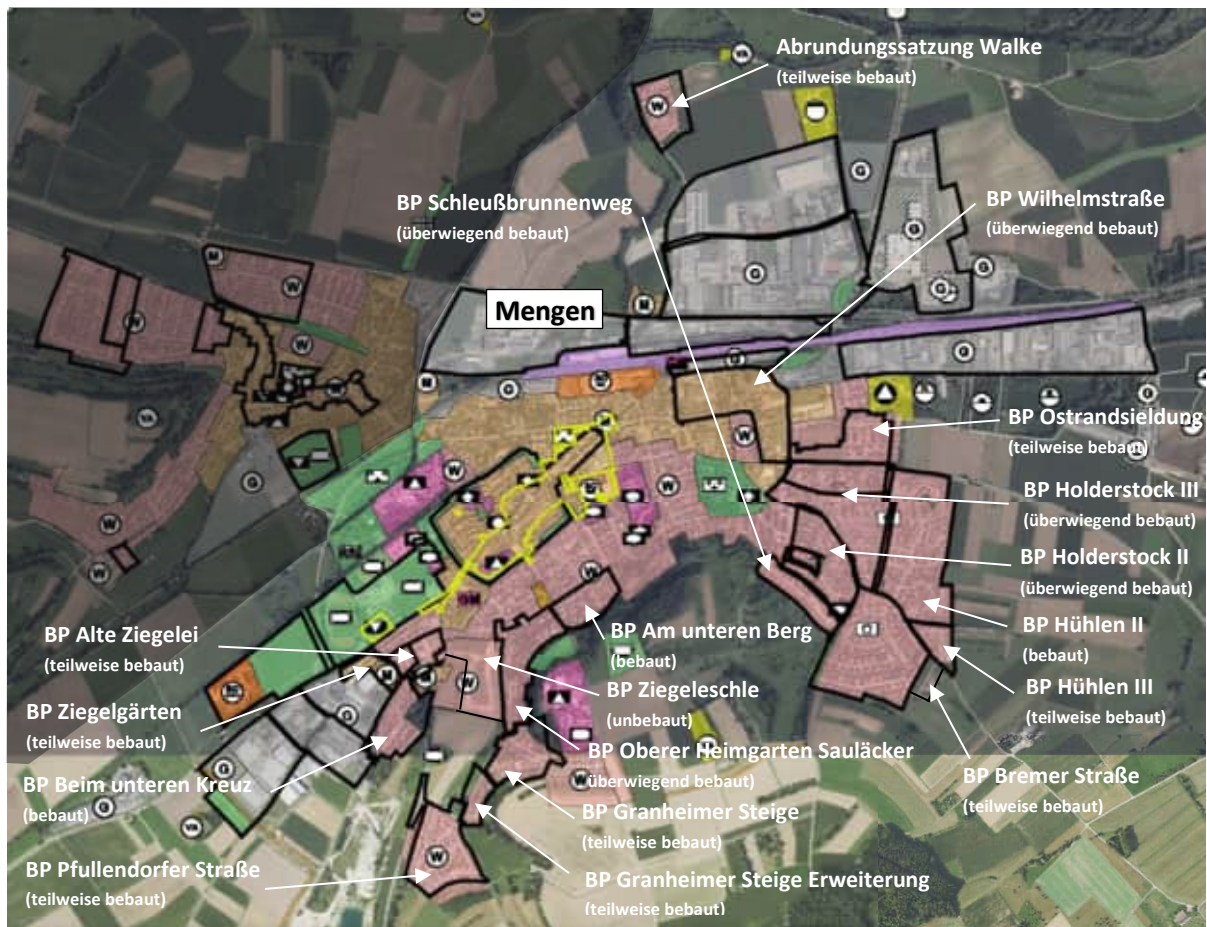 Abrundungssatzung Walke
(teilweise bebaut)
BP Schleußbrunnenweg
(überwiegend bebaut)
BP Wilhelmstraße
(überwiegend bebaut)
Mengen
BP Ostrandsieldung
(teilweise bebaut)
BP Holderstock III
(überwiegend bebaut)
BP Holderstock II
(überwiegend bebaut)
BP Hühlen II
(bebaut)
BP Hühlen III
(teilweise bebaut)
BP Bremer Straße
(teilweise bebaut)
BP Am unteren Berg
(bebaut)
BP Ziegeleschle
(unbebaut)
BP Oberer Heimgarten Sauläcker
(überwiegend bebaut)
BP Granheimer Steige
(teilweise bebaut)
BP Granheimer Steige Erweiterung
(teilweise bebaut)
BP Alte Ziegelei
(teilweise bebaut)
BP Ziegelgärten
(teilweise bebaut)
BP Beim unteren Kreuz
(bebaut)
BP Pfullendorfer Straße
(teilweise bebaut)
W
W
W
W
W
W
W
W
W
W
W
W
W
G
G
G
G
G
G
G
G
G
G
M
M
M
M